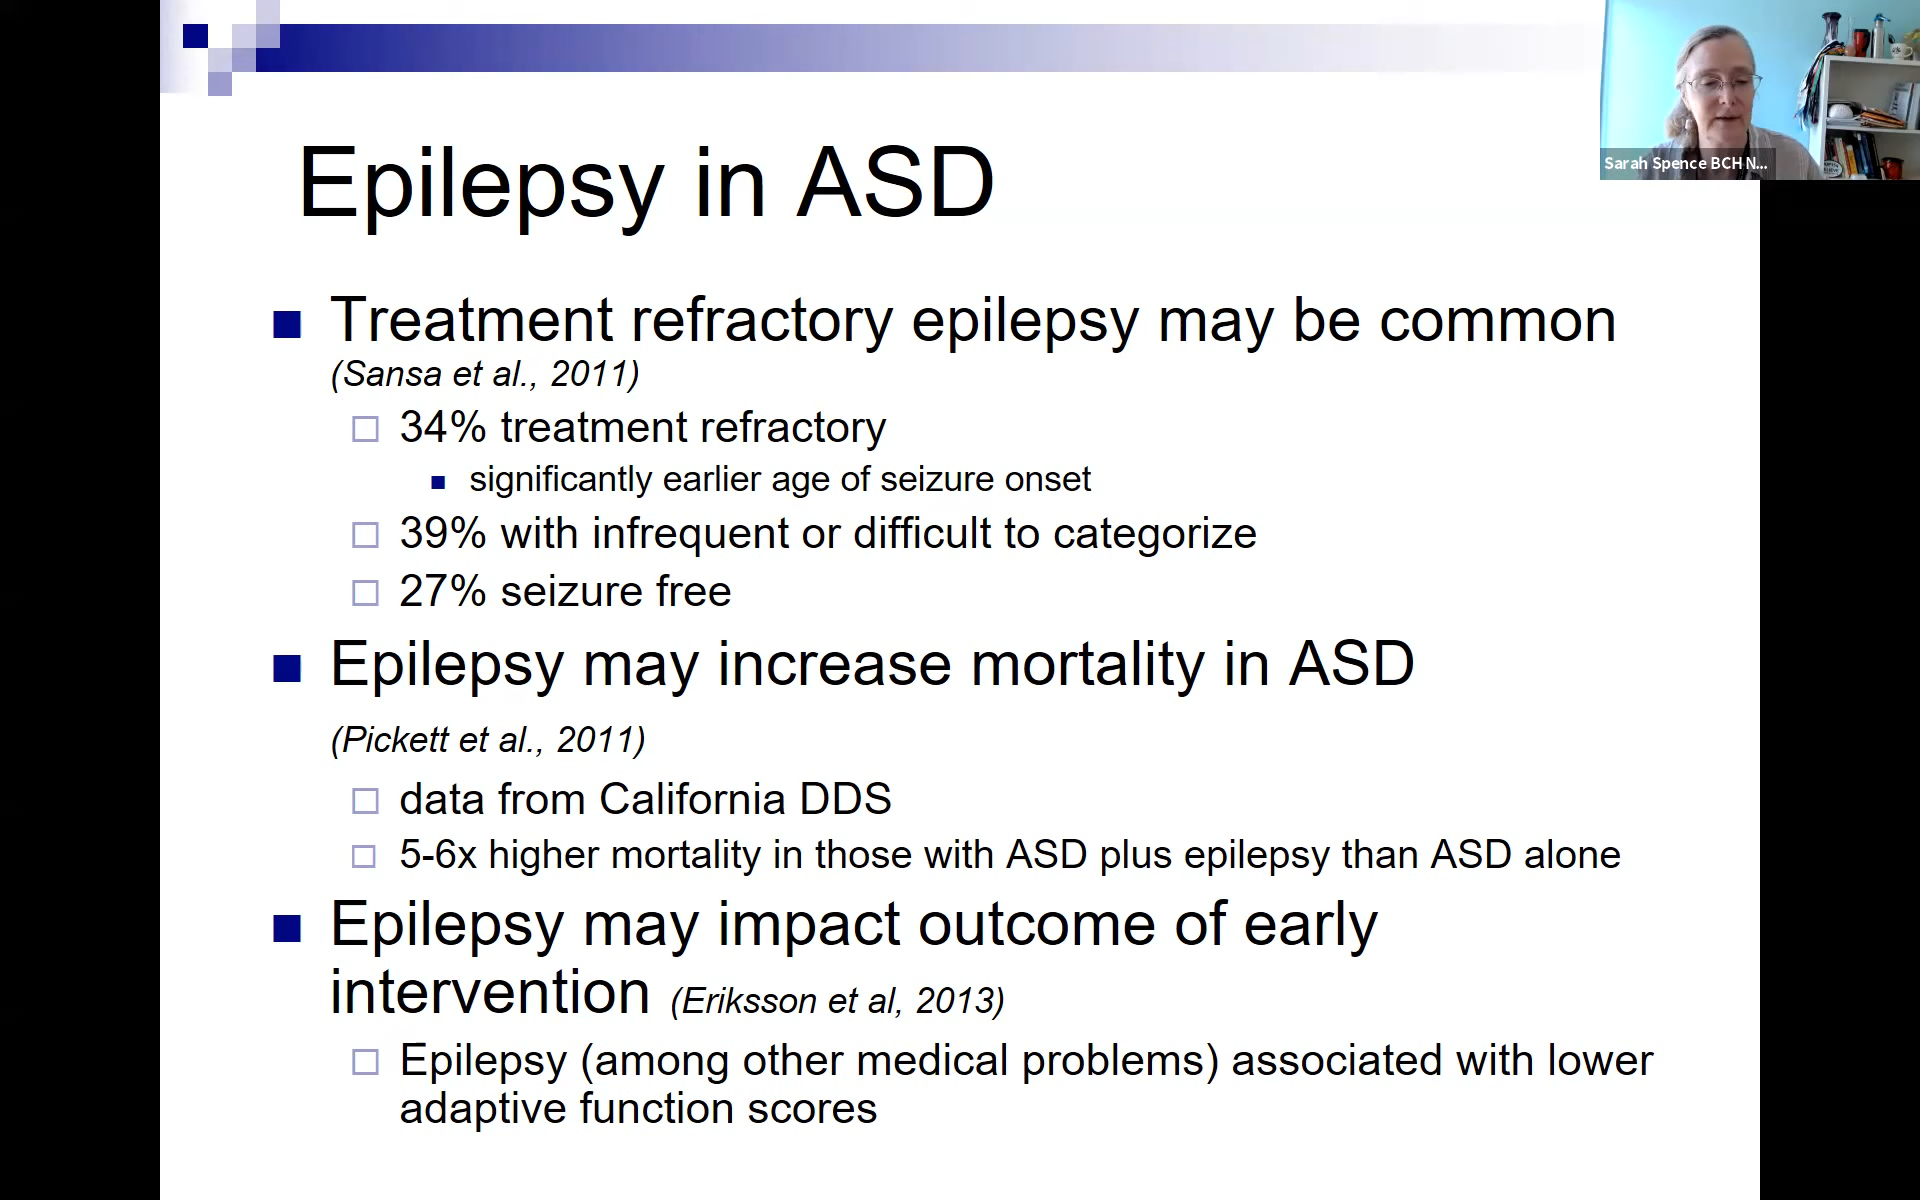 Sarah Spence BCH N...
Epilepsy in ASD
Treatment refractory epilepsy may be common
(Sansa et al., 2011)
34% treatment refractory
significantly earlier age of seizure onset
39% with infrequent or difficult to categorize
27% seizure free
Epilepsy may increase mortality in ASD
(Pickett et al., 2011)
data from California DDS
5-6x higher mortality in those with ASD plus epilepsy than ASD alone
Epilepsy may impact outcome of early
intervention (Eriksson et al, 2013)
Epilepsy (among other medical problems) associated with lower
adaptive function scores